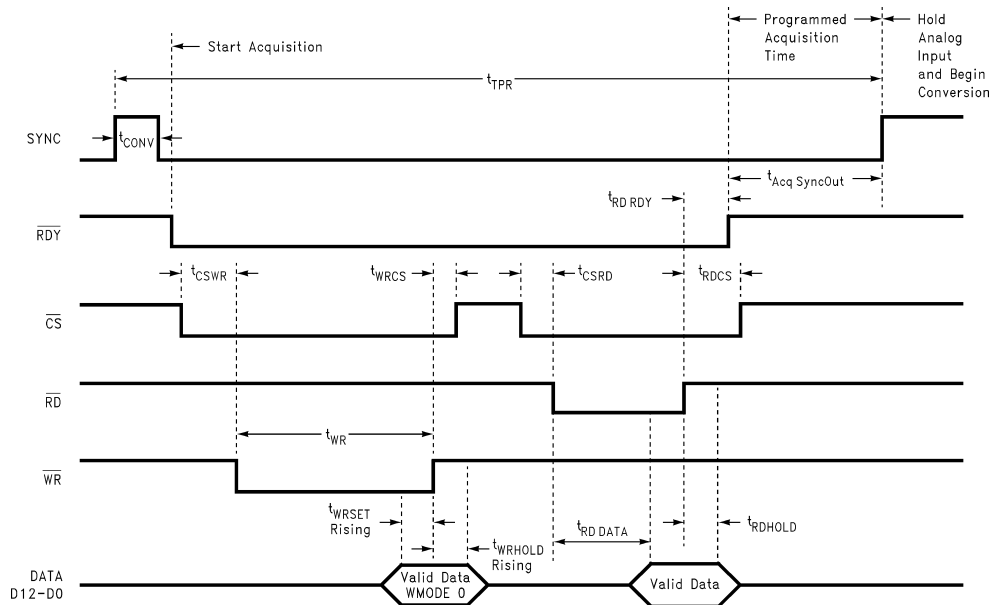 Start Acquisition
Programmed
Acquisition
Time
Hold
Analog
Input
and Begin
Conversion
tTPR
SYNC
tCONV
tAcq SyncOut
tRD RDY
RDY
tCSWR
tWRCS
tCSRD
tRDCS
CS
RD
tWR
WR
tWRSET
Rising
tWRHOLD
Rising
tRD DATA
tRDHOLD
DATA
D12-D0
Valid Data
WMODE 0
Valid Data